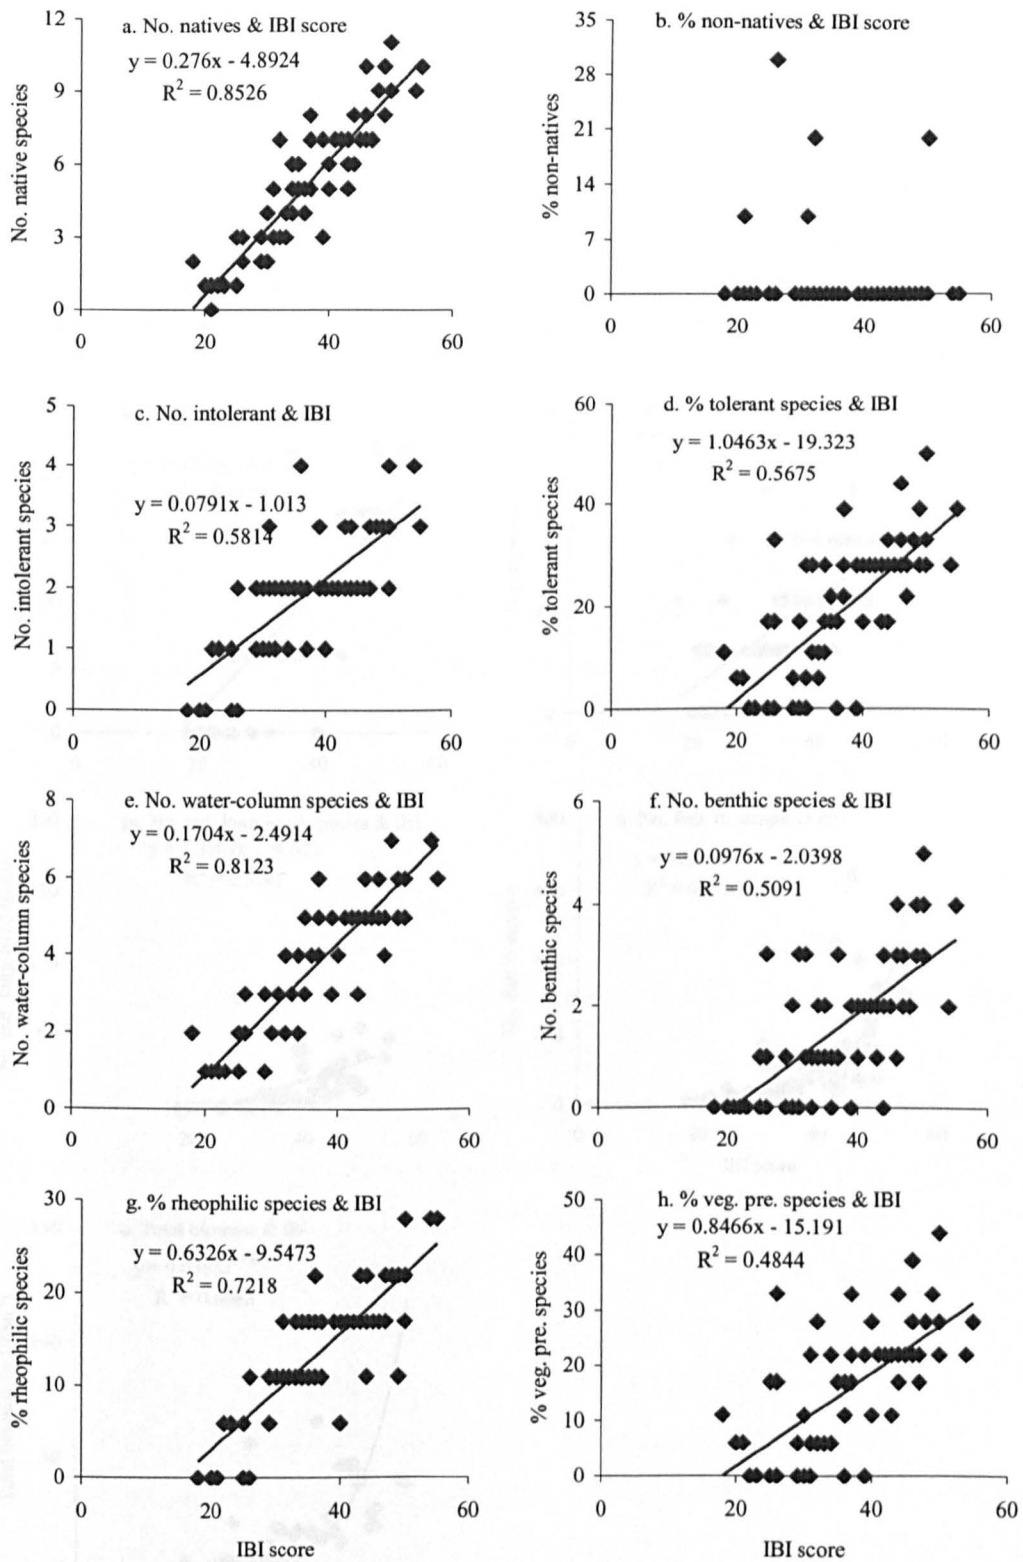 a. No. natives & IBI score
y = 0.276x - 4.8924
R² = 0.8526
No. native species
12
9
6
3
0
0
20
40
60
b. % non-natives & IBI score
% non-natives
35
28
21
14
7
0
0
20
40
60
c. No. intolerant & IBI
y = 0.0791x - 1.013
R² = 0.5814
No. intolerant species
5
4
3
2
1
0
0
20
40
60
d. % tolerant species & IBI
y = 1.0463x - 19.323
R² = 0.5675
% tolerant species
60
40
20
0
0
20
40
60
e. No. water-column species & IBI
y = 0.1704x - 2.4914
R² = 0.8123
No. water-column species
8
6
4
2
0
0
20
40
60
f. No. benthic species & IBI
y = 0.0976x - 2.0398
R² = 0.5091
No. benthic species
6
4
2
0
0
20
40
60
g. % rheophilic species & IBI
y = 0.6326x - 9.5473
R² = 0.7218
% rheophilic species
30
20
10
0
0
20
40
60
IBI score
h. % veg. pre. species & IBI
y = 0.8466x - 15.191
R² = 0.4844
% veg. pre. species
50
40
30
20
10
0
0
20
40
60
IBI score